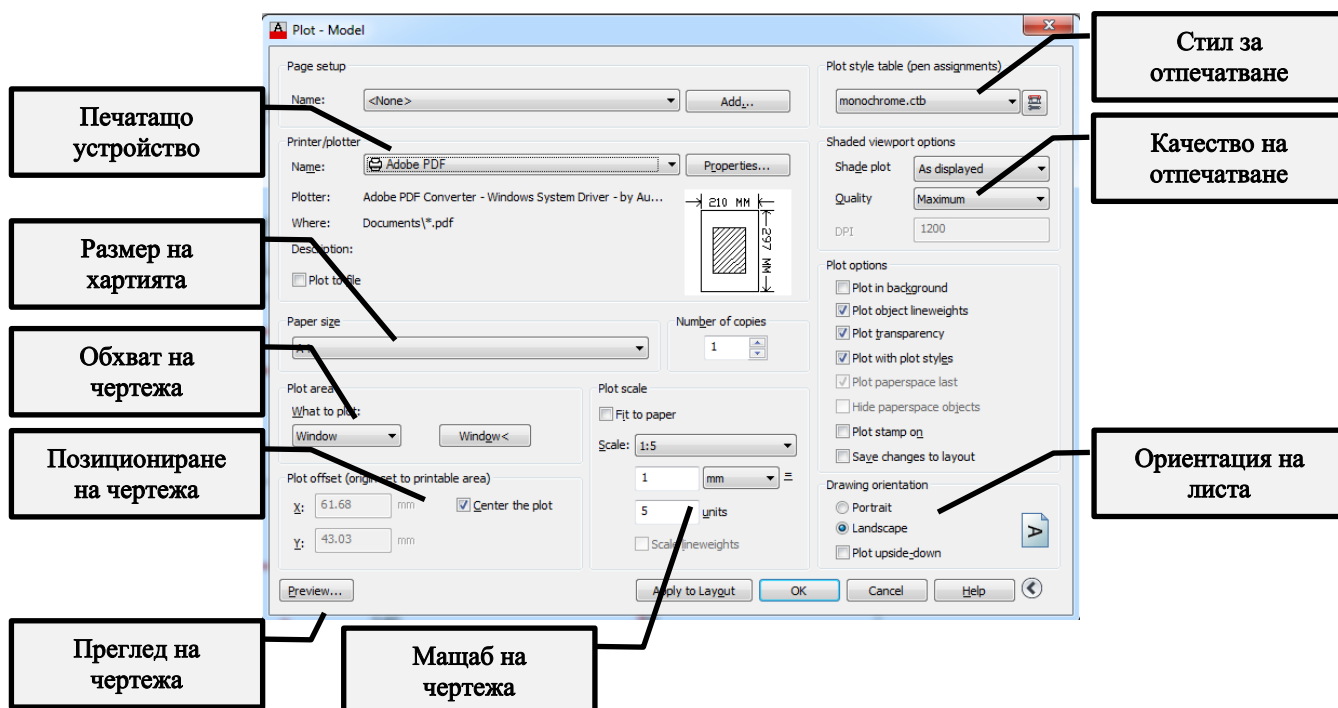 Plot - Model
Стил за
отпечатване
Page setup
Name:
<None>
Add...
Plot style table (pen assignments)
monochrome.ctb
Печатащо
устройство
Качество на
отпечатване
Printer/plotter
Name:
Adobe PDF
Properties...
Plotter:
Adobe PDF Converter - Windows System Driver - by Au...
Where:
Documents\*.pdf
Description:
Plot to file
210 MM
297 MM
Shaded viewport options
Shade plot
As displayed
Quality
Maximum
DPI
1200
Размер на
хартията
Paper size
Number of copies
1
Plot options
Plot in background
Plot object lineweights
Plot transparency
Plot with plot styles
Plot paperspace last
Hide paperspace objects
Plot stamp on
Save changes to layout
Обхват на
чертежа
Plot area
What to plot:
Window
Window<
Plot scale
Fit to paper
Scale:
1:5
1
mm
=
5
units
Scale lineweights
Позициониране
на чертежа
Plot offset (origin set to printable area)
X:
61.68
mm
Center the plot
Y:
43.03
mm
Ориентация на
листа
Drawing orientation
Portrait
Landscape
Plot upside-down
A
Preview...
Apply to Layout
OK
Cancel
Help
Преглед на
чертежа
Мащаб на
чертежа